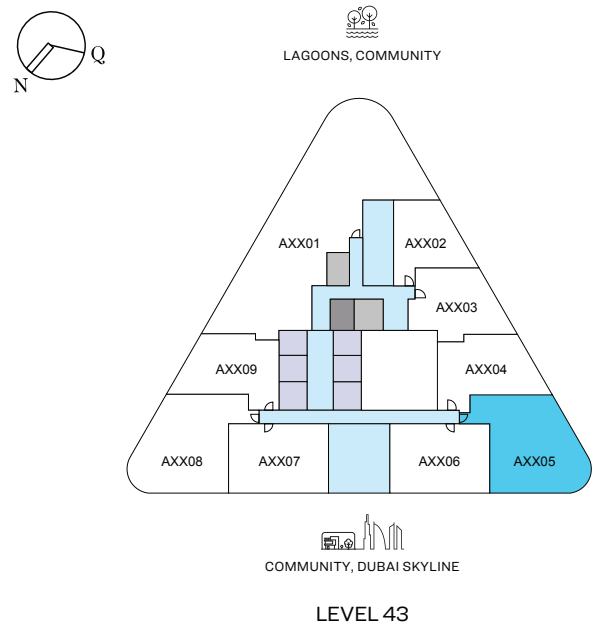 LAGOONS, COMMUNITY
Q
N
AXX01
AXX02
AXX03
AXX09
AXX04
AXX08
AXX07
AXX06
AXX05
COMMUNITY, DUBAI SKYLINE
LEVEL 43